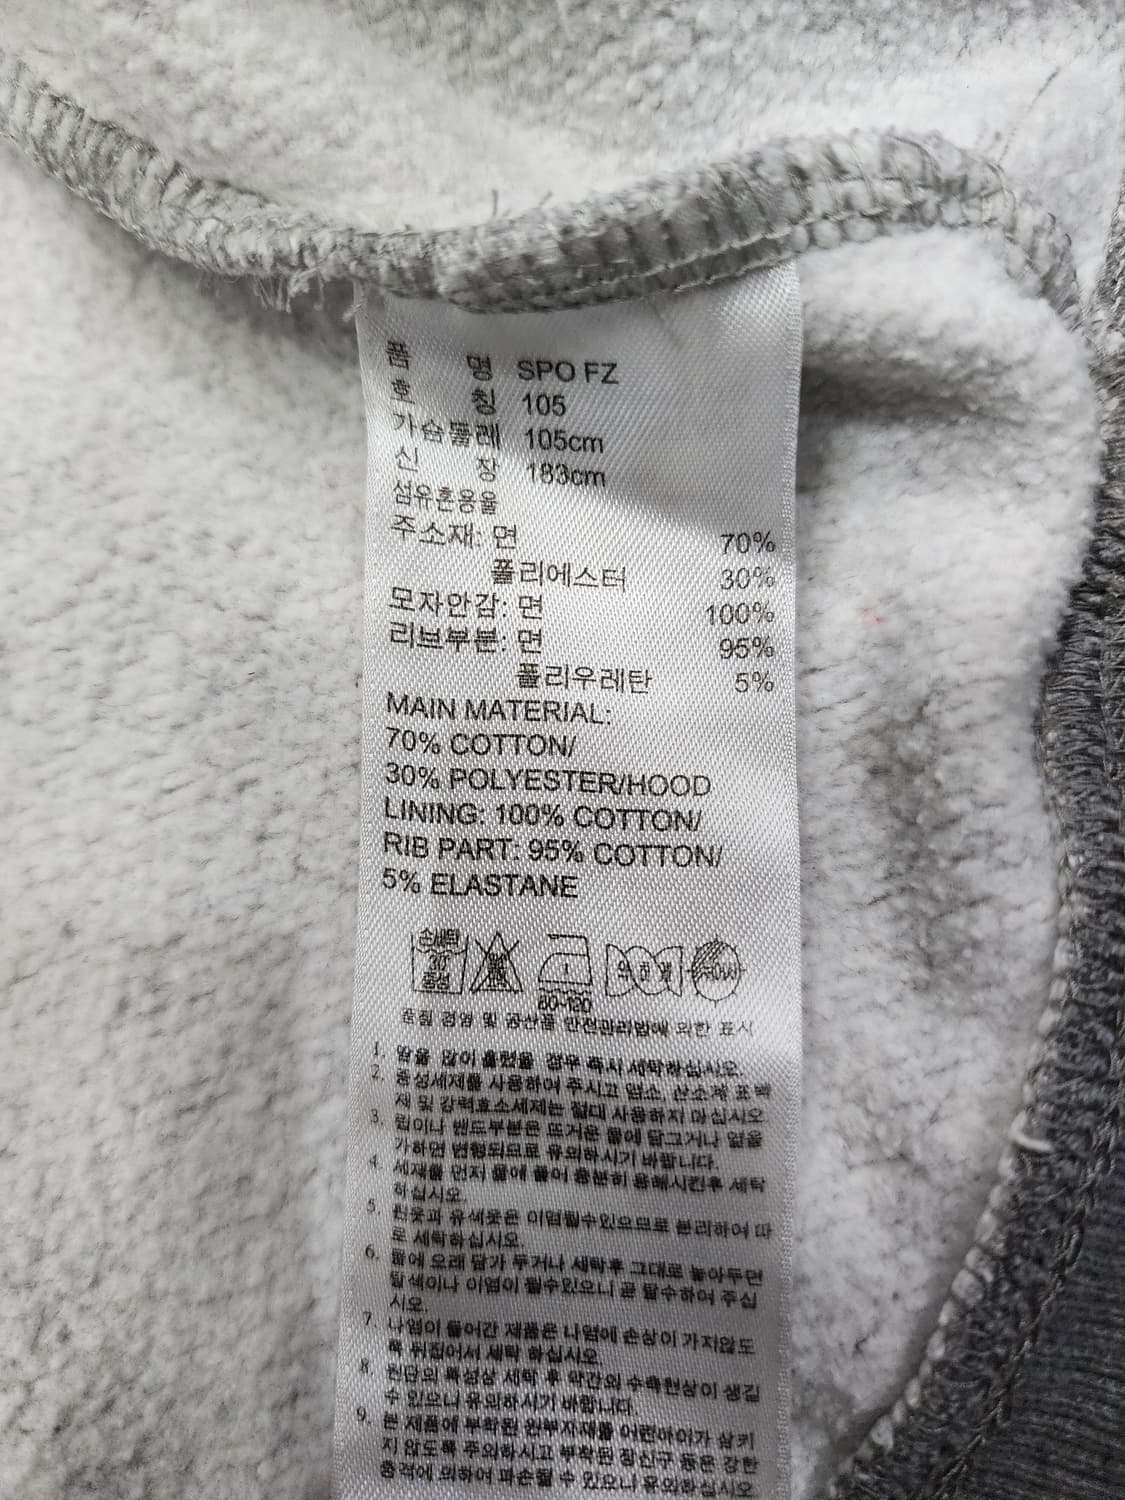 품 명 SPO FZ
호 칭 105
가슴둘레 105cm
신 장 183cm
섬유혼용율
주소재: 면 70%
폴리에스터 30%
모자안감: 면 100%
리브부분: 면 95%
폴리우레탄 5%
MAIN MATERIAL:
70% COTTON/
30% POLYESTER/HOOD
LINING: 100% COTTON/
RIB PART: 95% COTTON/
5% ELASTANE
손세탁
중성
80-120
품질 경영 및 공산품 안전관리법에 의한 표시
1. 땀을 많이 흘렸을 경우 즉시 세탁하십시오.
2. 중성세제를 사용하여 주시고 염소, 산소계 표백
제 및 강력효소세제는 절대 사용하지 마십시오
3. 립이나 밴드부분은 뜨거운 물에 담그거나 열을
가하면 변형되므로 유의하시기 바랍니다.
4. 세제를 먼저 물에 풀어 충분히 용해시킨후 세탁
하십시오.
5. 흰옷과 유색옷은 이염될수있으므로 분리하여 따
로 세탁하십시오.
6. 물에 오래 담가 두거나 세탁후 그대로 놓아두면
탈색이나 이염이 될수있으니 곧 탈수하여 주십
시오.
7. 나염이 들어간 제품은 나염에 손상이 가지않도
록 뒤집어서 세탁 하십시오.
8. 원단의 특성상 세탁 후 약간의 수축현상이 생길
수 있으니 유의하시기 바랍니다.
9. 본 제품에 부착된 원부자재를 어린아이가 삼키
지 않도록 주의하시고 부착된 장신구 등은 강한
충격에 의하여 파손될 수 있으니 유의하십시오